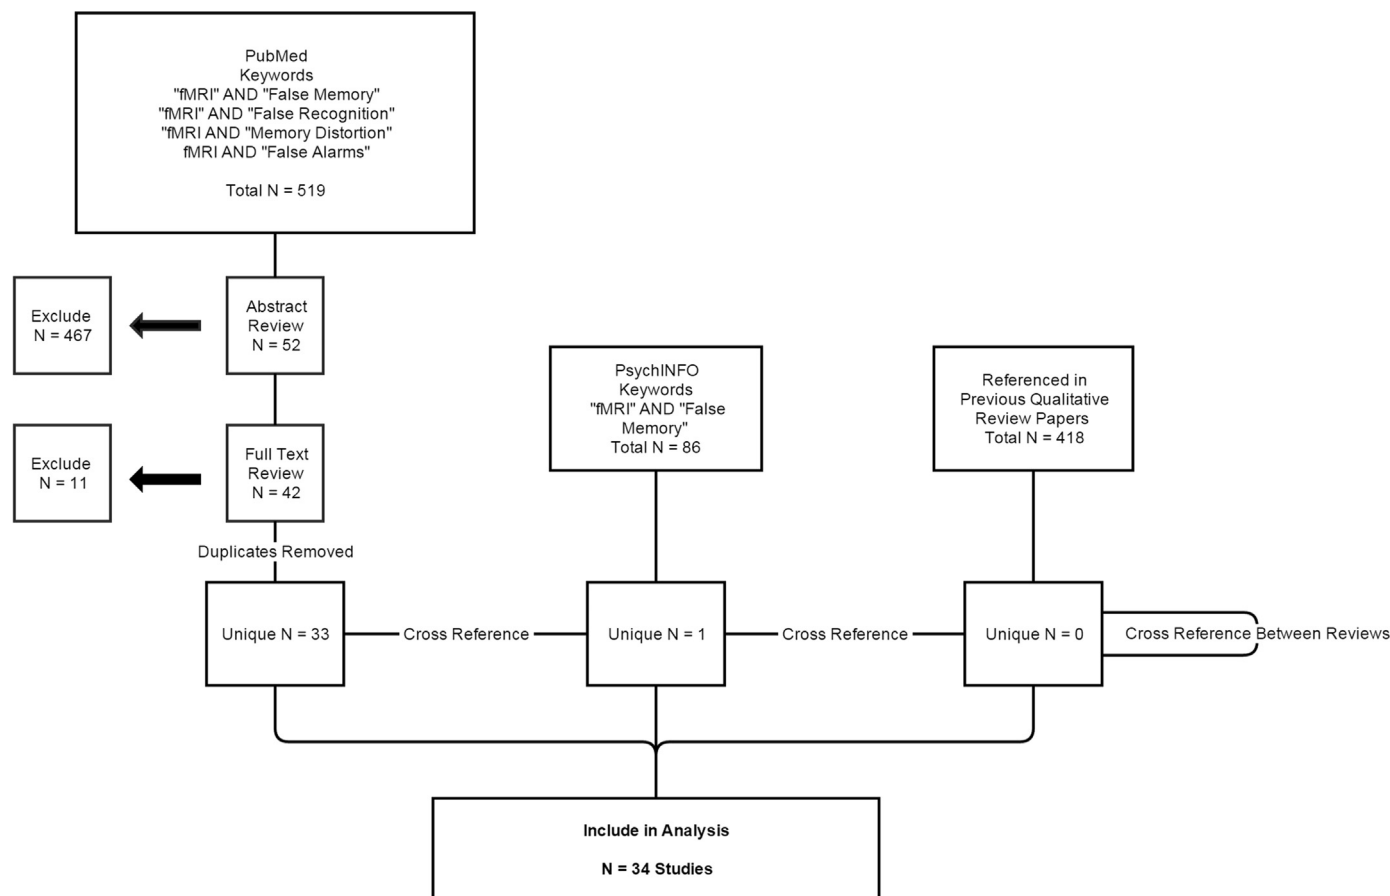 PubMed
Keywords
"fMRI" AND "False Memory"
"fMRI" AND "False Recognition"
"fMRI AND "Memory Distortion"
fMRI AND "False Alarms"
Total N = 519
Exclude
N = 467
Abstract
Review
N = 52
Exclude
N = 11
Full Text
Review
N = 42
PsychINFO
Keywords
"fMRI" AND "False
Memory"
Total N = 86
Referenced in
Previous Qualitative
Review Papers
Total N = 418
Duplicates Removed
Unique N = 33
Cross Reference
Unique N = 1
Cross Reference
Unique N = 0
Cross Reference Between Reviews
Include in Analysis
N = 34 Studies